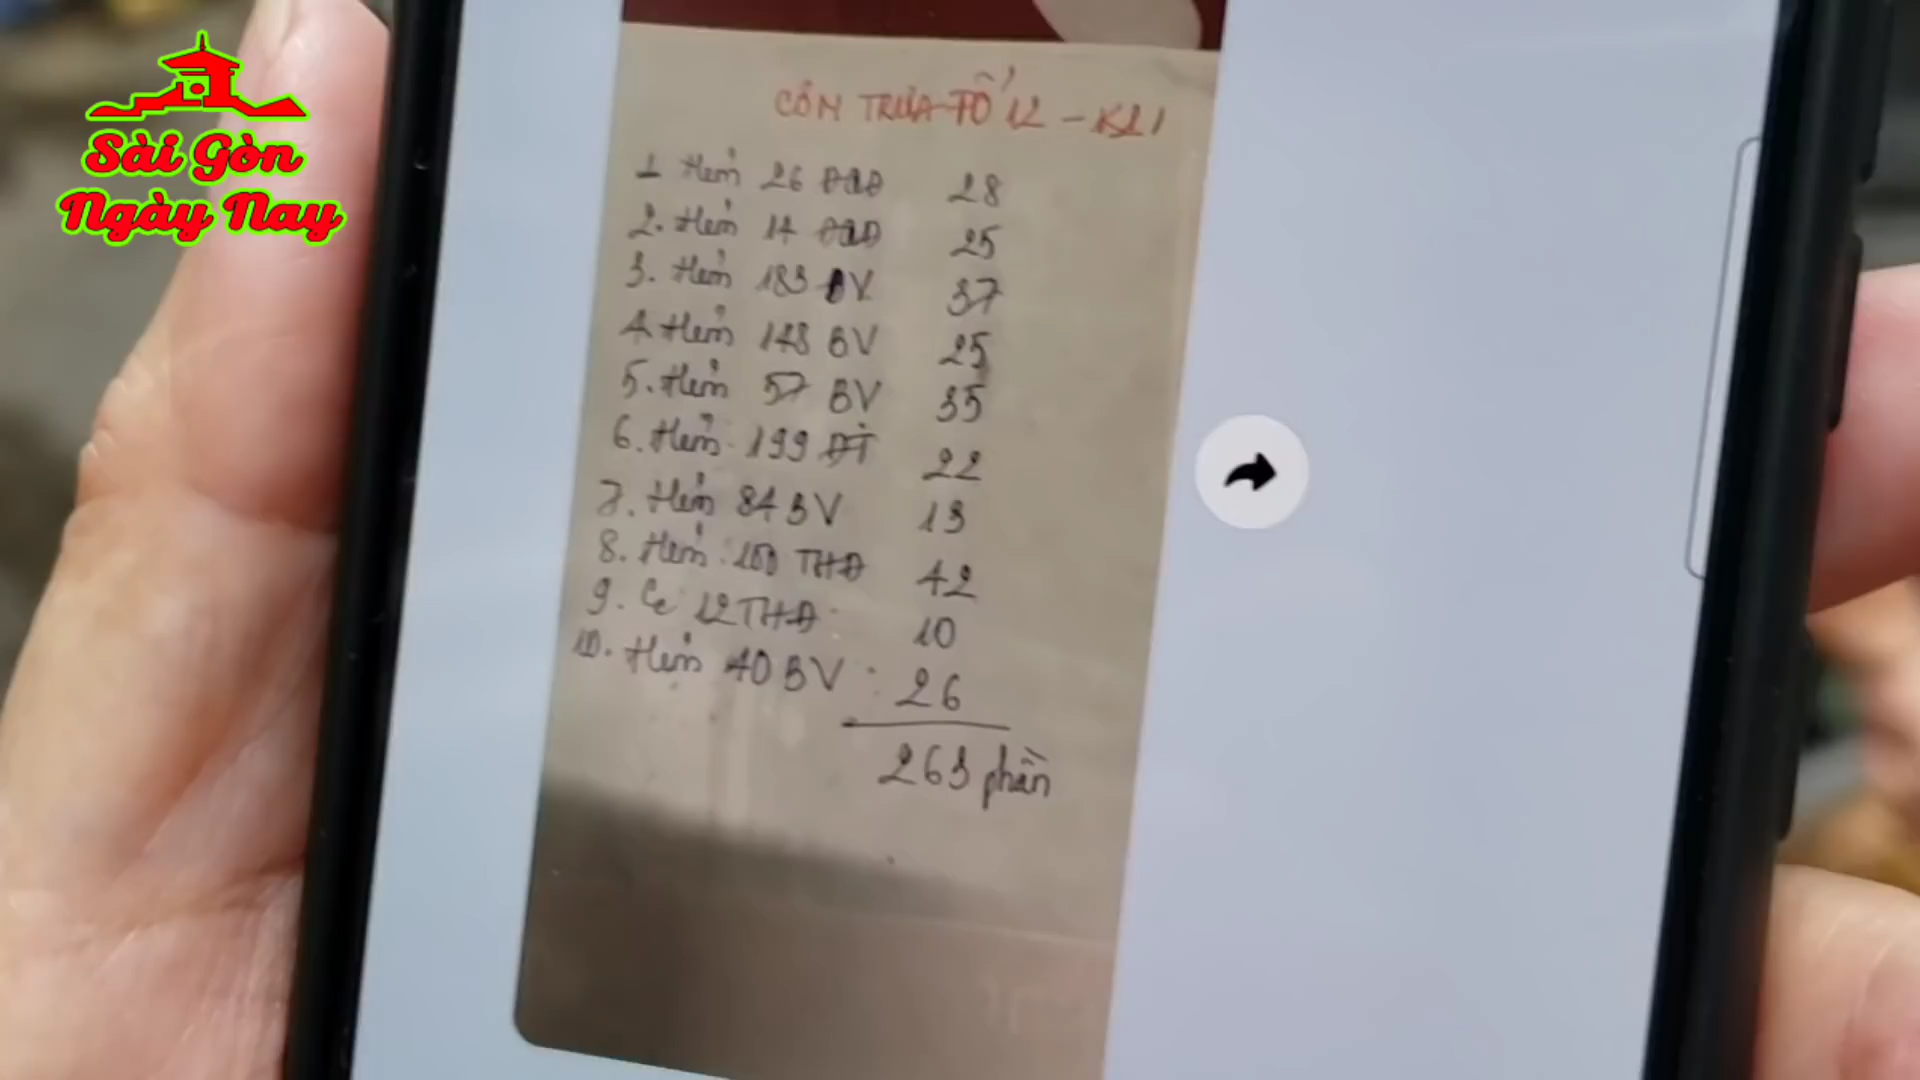 Sài Gòn
Ngày Nay
CƠM TRƯA TỔ 12 - KP1
1 Hẻm 26 ĐQĐ 28
2. Hẻm 14 ĐQĐ 25
3. Hẻm 183 BV 37
4 Hẻm 148 BV 25
5. Hẻm 57 BV 35
6. Hẻm 199 ĐT 22
7. Hẻm 84 BV 13
8. Hẻm 100 THĐ 42
9. 12 THĐ 10
10. Hẻm 40 BV : 26
263 phần